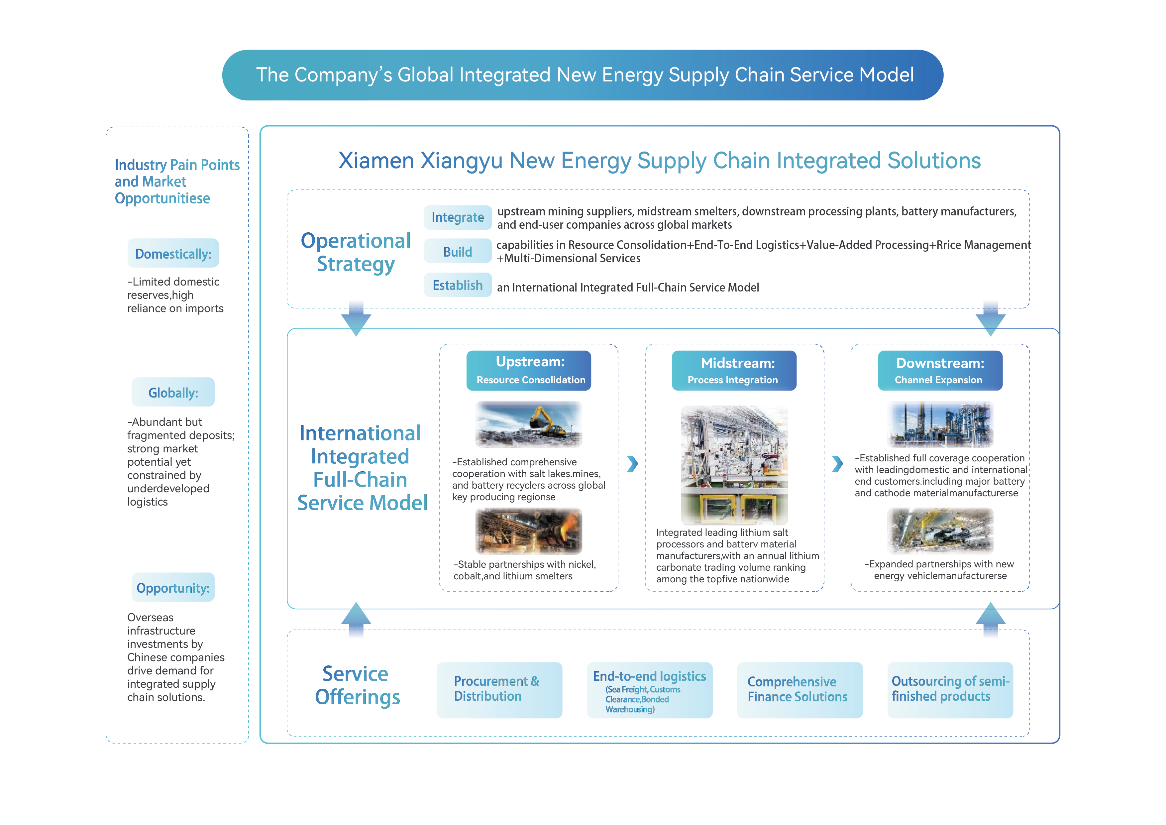 The Company's Global Integrated New Energy Supply Chain Service Model
Industry Pain Points
and Market
Opportunitiese
Domestically:
-Limited domestic
reserves,high
reliance on imports
Globally:
-Abundant but
fragmented deposits;
strong market
potential yet
constrained by
underdeveloped
logistics
Opportunity:
Overseas
infrastructure
investments by
Chinese companies
drive demand for
integrated supply
chain solutions.
Xiamen Xiangyu New Energy Supply Chain Integrated Solutions
Operational
Strategy
Integrate
upstream mining suppliers, midstream smelters, downstream processing plants, battery manufacturers,
and end-user companies across global markets
Build
capabilities in Resource Consolidation+End-To-End Logistics+Value-Added Processing+Rrice Management
+Multi-Dimensional Services
Establish
an International Integrated Full-Chain Service Model
International
Integrated
Full-Chain
Service Model
Upstream:
Resource Consolidation
-Established comprehensive
cooperation with salt lakes.mines,
and battery recyclers across global
key producing regionse
-Stable partnerships with nickel,
cobalt,and lithium smelters
Midstream:
Process Integration
Integrated leading lithium salt
processors and batterv material
manufacturers,with an annual lithium
carbonate trading volume ranking
among the topfive nationwide
Downstream:
Channel Expansion
-Established full coverage cooperation
with leadingdomestic and international
end customers.including major battery
and cathode materialmanufacturerse
-Expanded partnerships with new
energy vehiclemanufacturerse
Service
Offerings
Procurement &
Distribution
End-to-end logistics
(Sea Freight, Customs
Clearance,Bonded
Warehousing)
Comprehensive
Finance Solutions
Outsourcing of semi-
finished products